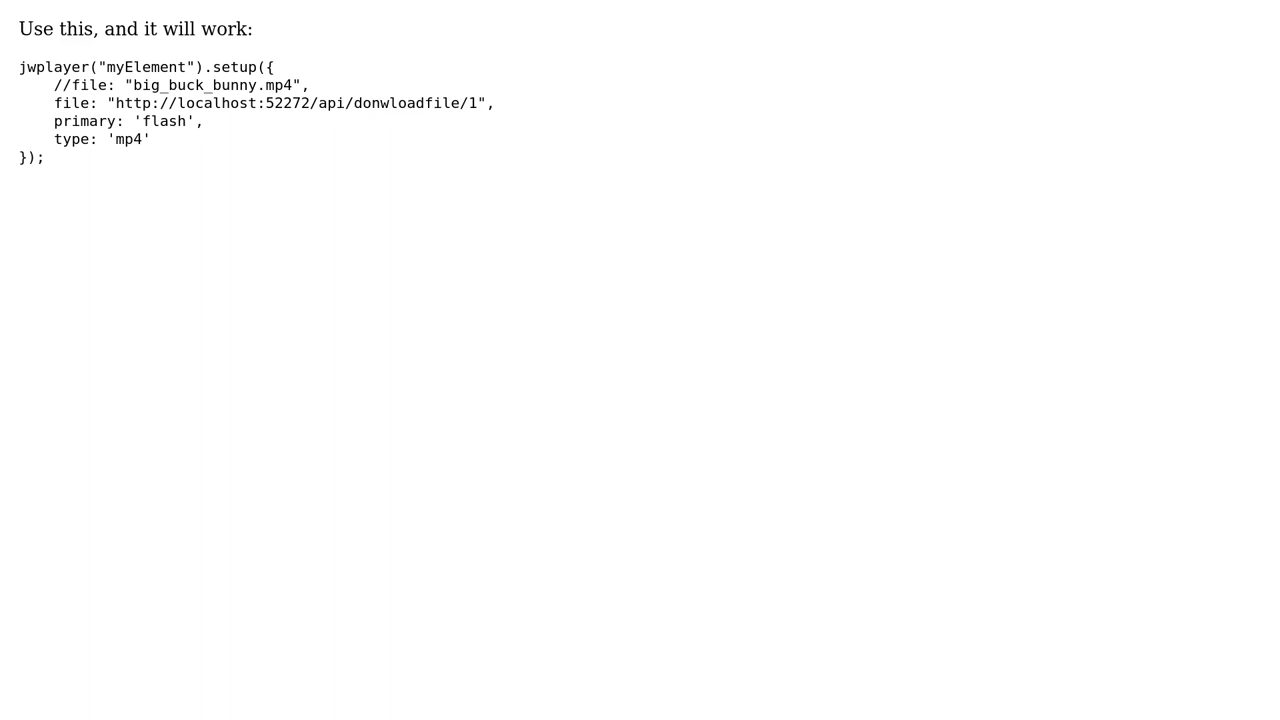 Use this, and it will work:
jwplayer("myElement").setup({
    //file: "big_buck_bunny.mp4",
    file: "http://localhost:52272/api/donwloadfile/1",
    primary: 'flash',
    type: 'mp4'
});